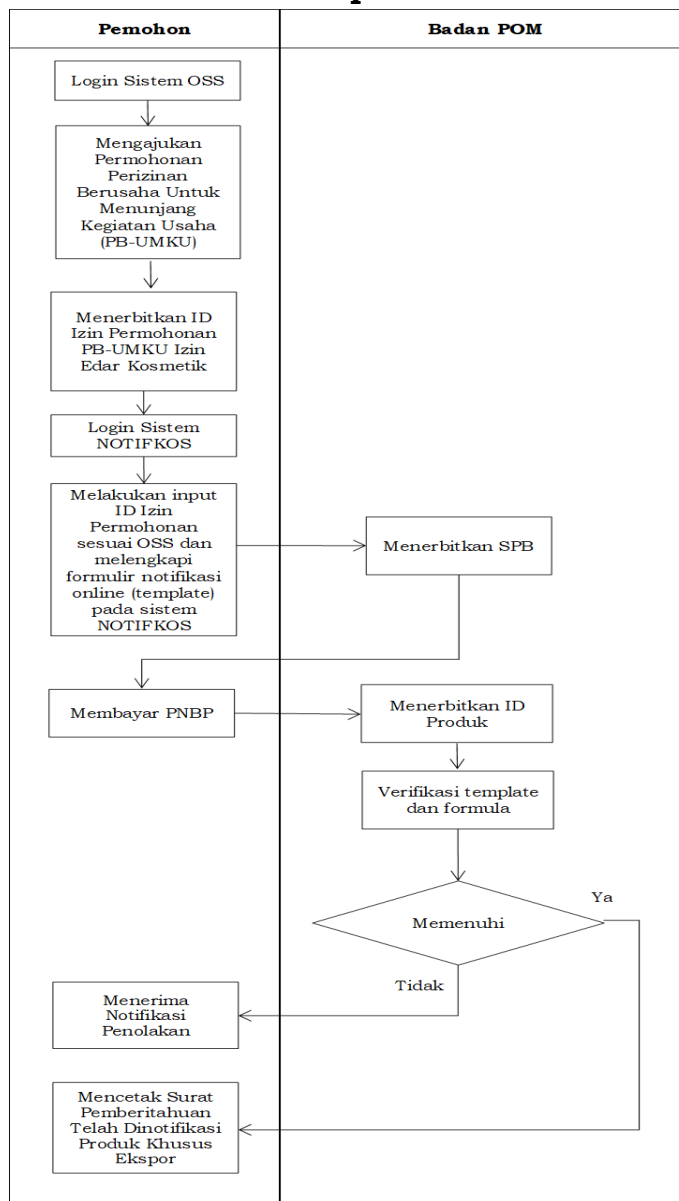 Pemohon
Badan POM
Login Sistem OSS
Mengajukan
Permohonan
Perizinan
Berusaha Untuk
Menunjang
Kegiatan Usaha
(PB-UMKU)
Menerbitkan ID
Izin Permohonan
PB-UMKU Izin
Edar Kosmetik
Login Sistem
NOTIFKOS
Melakukan input
ID Izin
Permohonan
sesuai OSS dan
melengkapi
formulir notifikasi
online (template)
pada sistem
NOTIFKOS
Menerbitkan SPB
Membayar PNBP
Menerbitkan ID
Produk
Verifikasi template
dan formula
Memenuhi
Ya
Tidak
Menerima
Notifikasi
Penolakan
Mencetak Surat
Pemberitahuan
Telah Dinotifikasi
Produk Khusus
Ekspor